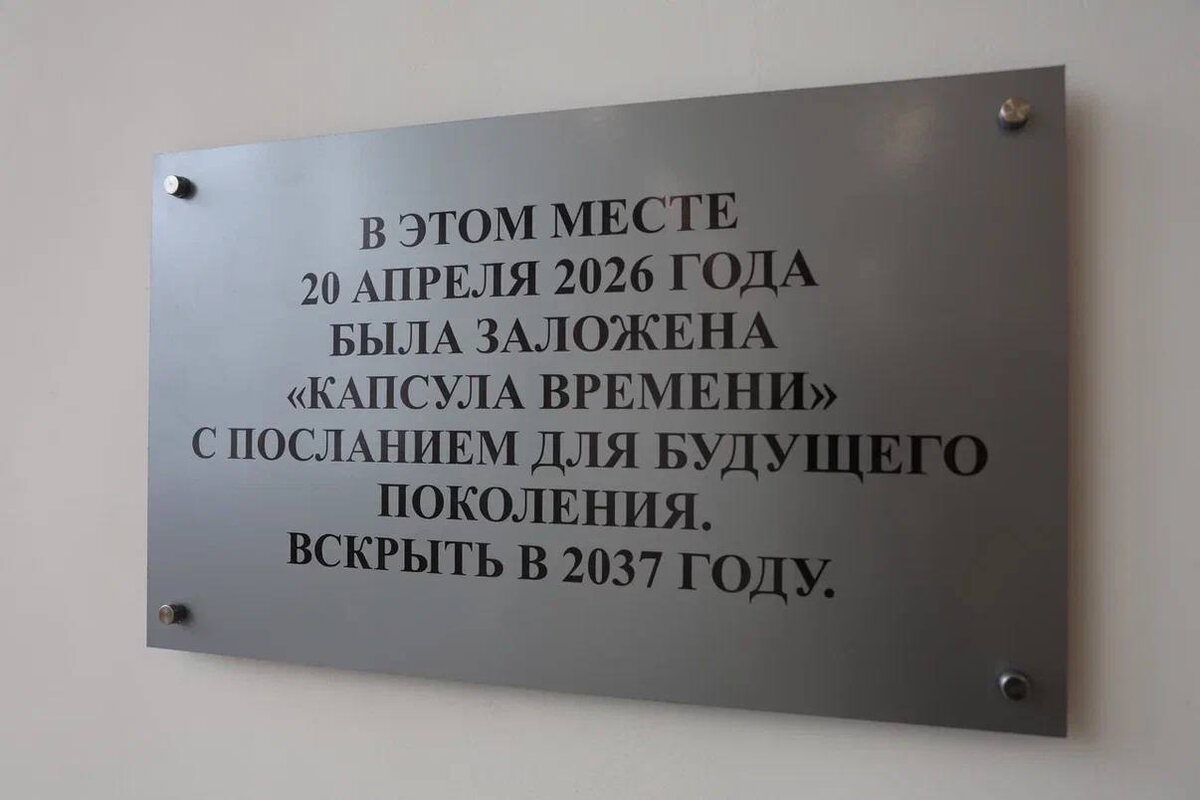 В ЭТОМ МЕСТЕ
20 АПРЕЛЯ 2026 ГОДА
БЫЛА ЗАЛОЖЕНА
«КАПСУЛА ВРЕМЕНИ»
С ПОСЛАНИЕМ ДЛЯ БУДУЩЕГО
ПОКОЛЕНИЯ.
ВСКРЫТЬ В 2037 ГОДУ.